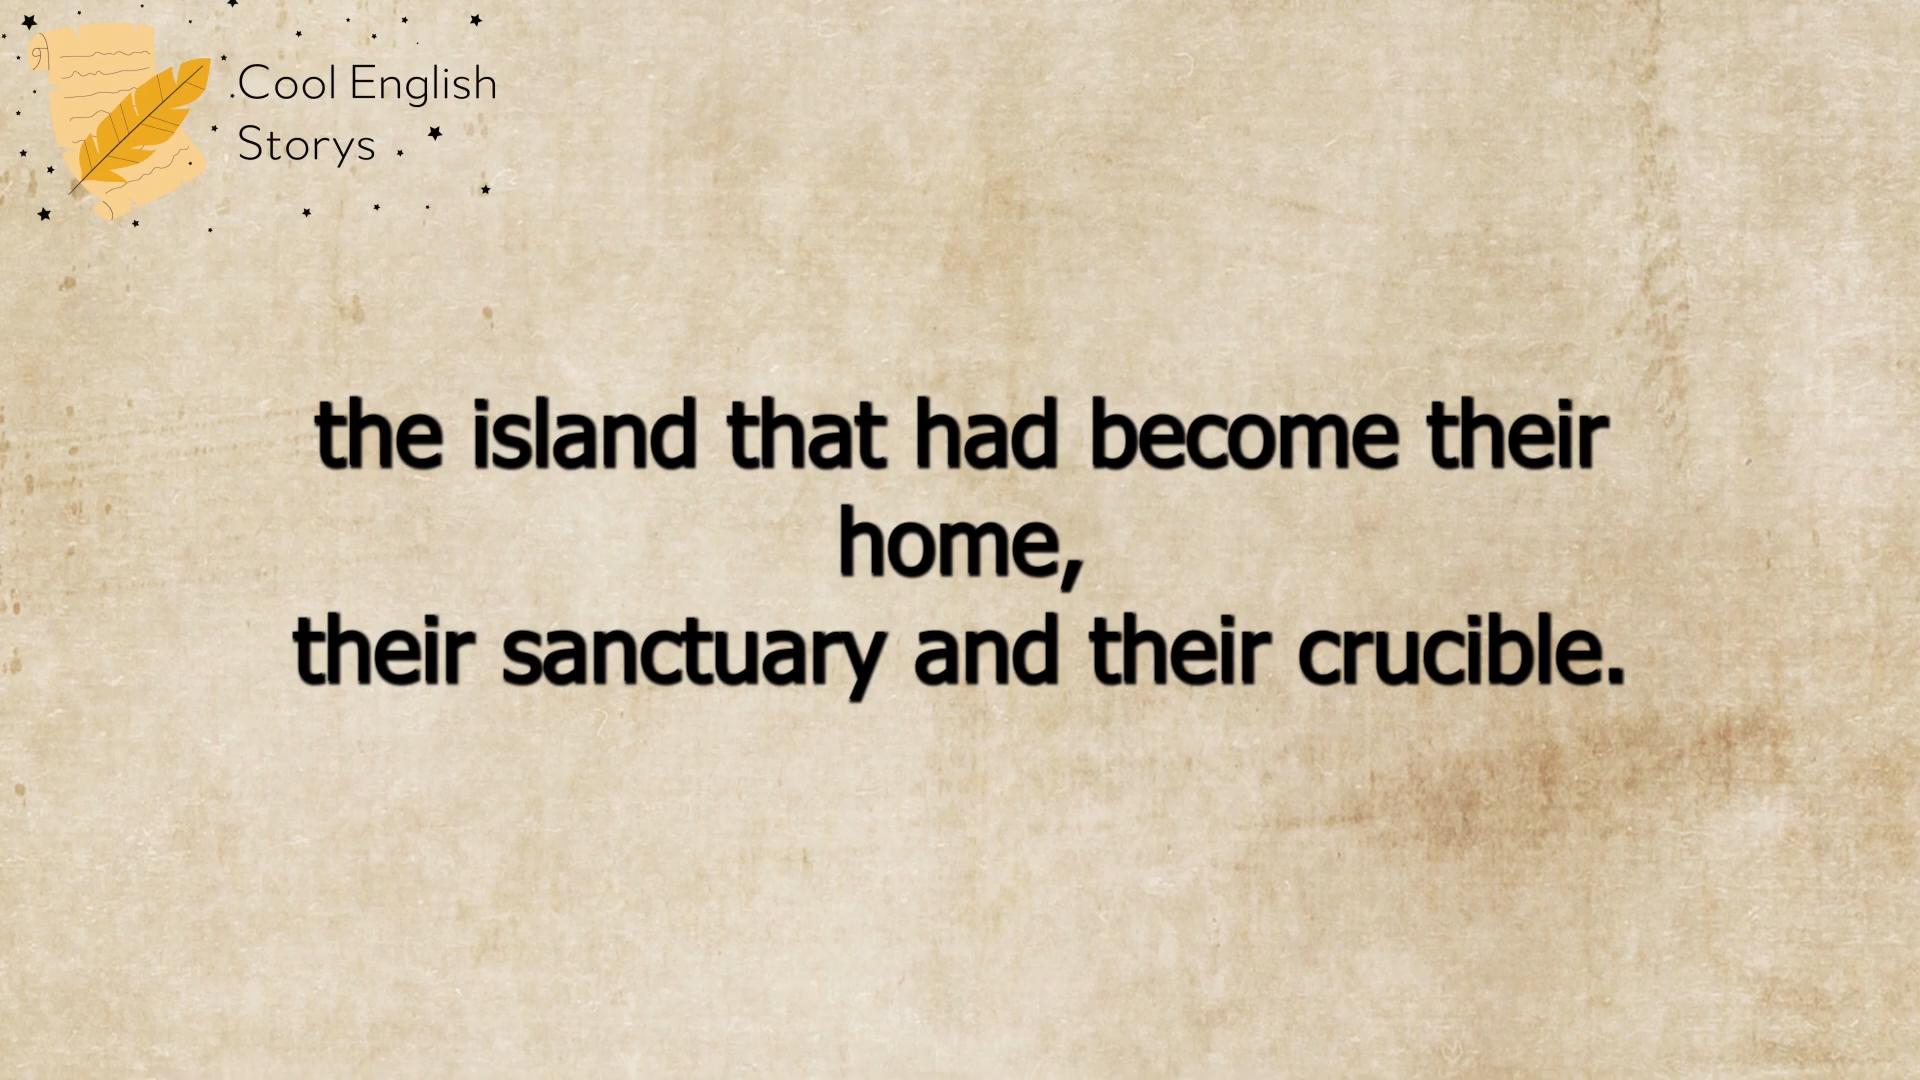 .Cool English
Storys
the island that had become their
home,
their sanctuary and their crucible.